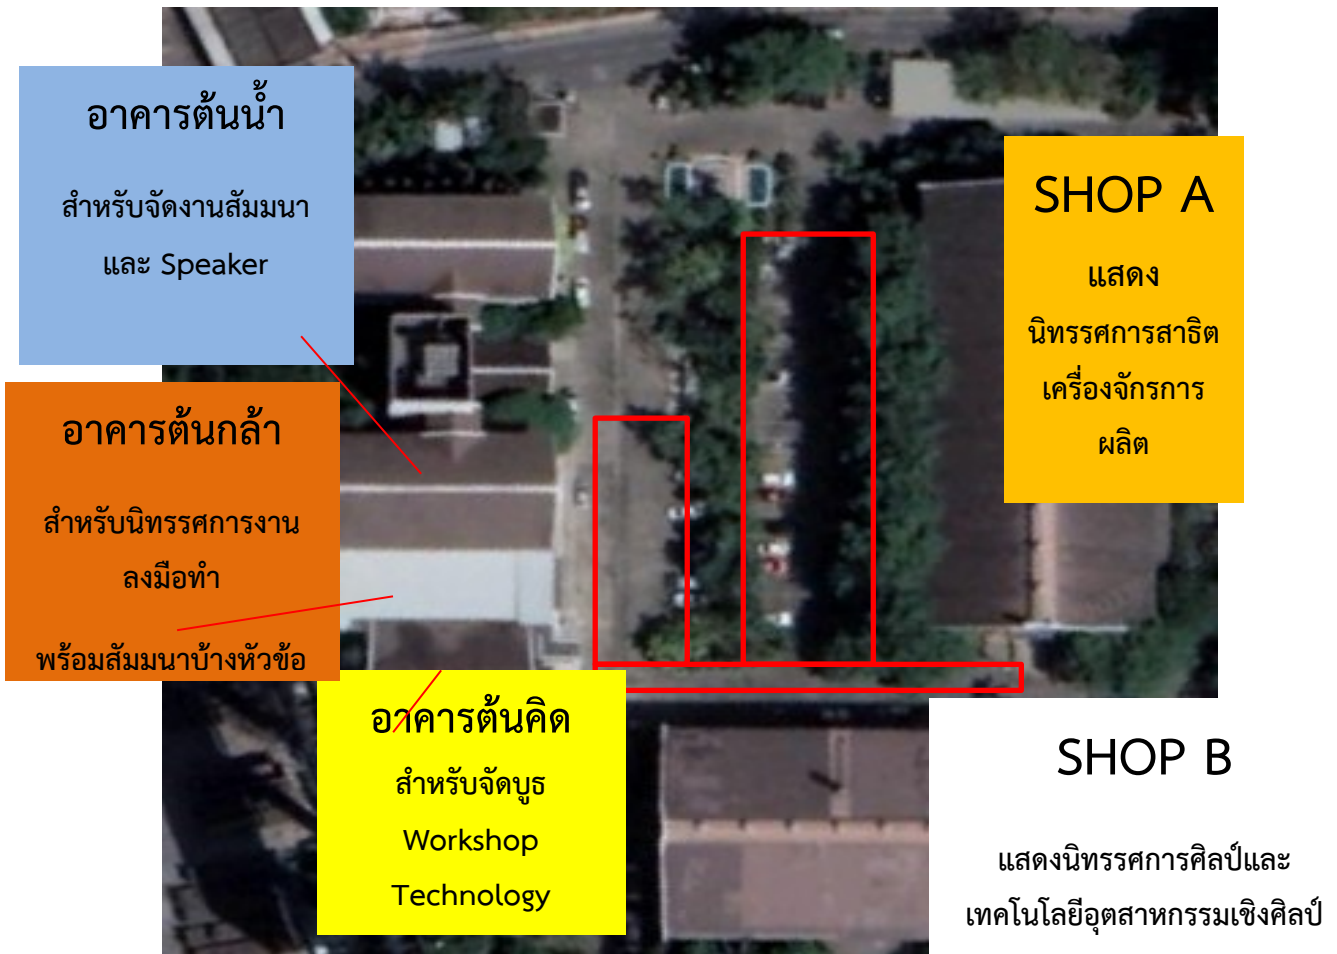 อาคารต้นน้ำ
สำหรับจัดงานสัมมนา
และ Speaker
อาคารต้นกล้า
สำหรับนิทรรศการงาน
ลงมือทำ
พร้อมสัมมนาบ้างหัวข้อ
อาคารต้นคิด
สำหรับจัดบูธ
Workshop
Technology
SHOP A
แสดง
นิทรรศการสาธิต
เครื่องจักรการ
ผลิต
SHOP B
แสดงนิทรรศการศิลป์และ
เทคโนโลยีอุตสาหกรรมเชิงศิลป์